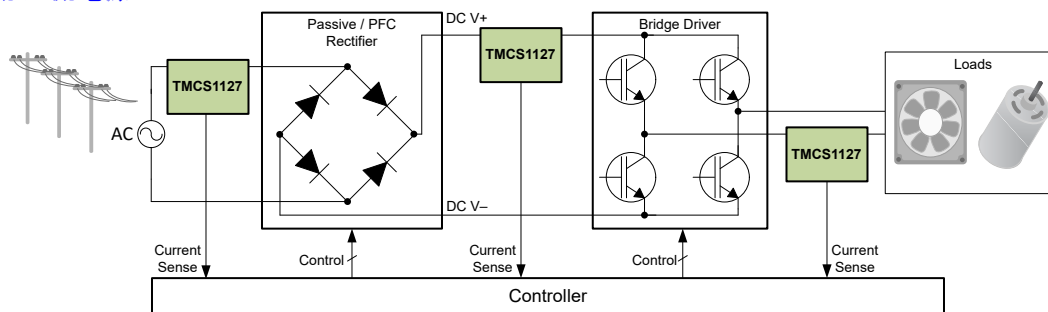 Passive / PFC
Rectifier
DC V+
Bridge Driver
TMCS1127
TMCS1127
Loads
AC
TMCS1127
DC V–
Current
Sense
Control
Current
Sense
Control
Current
Sense
Controller